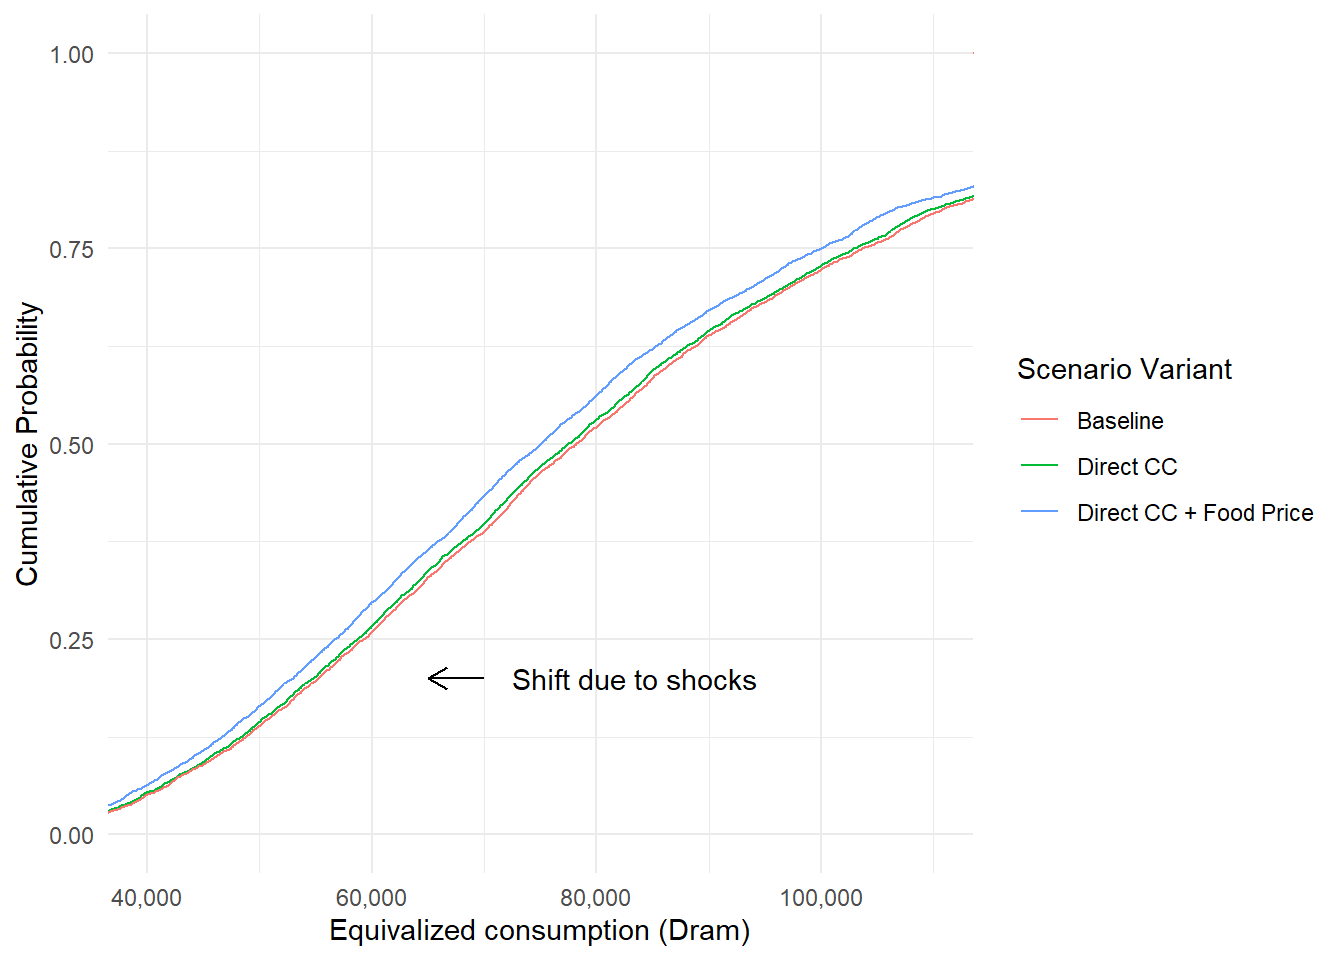 1.00
0.75
0.50
0.25
0.00
Cumulative Probability
Shift due to shocks
40,000
60,000
80,000
100,000
Equivalized consumption (Dram)
Scenario Variant
Baseline
Direct CC
Direct CC + Food Price